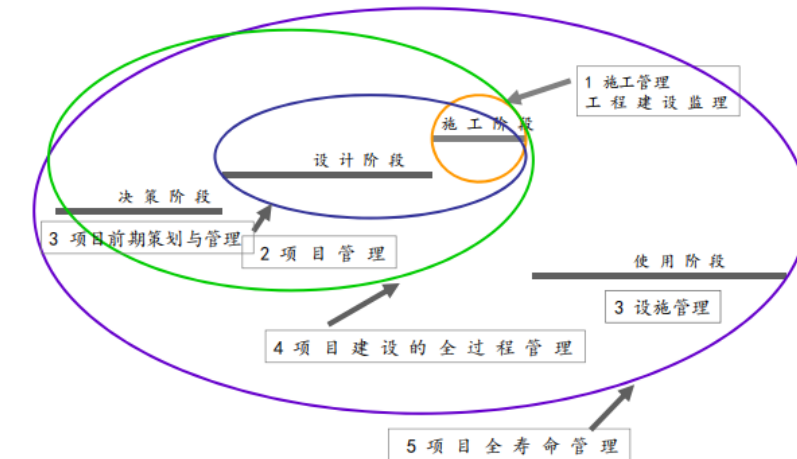 1 施工管理
工程建设监理
施工阶段
设计阶段
决策阶段
3 项目前期策划与管理
2 项目管理
使用阶段
3 设施管理
4 项目建设的全过程管理
5 项目全寿命管理